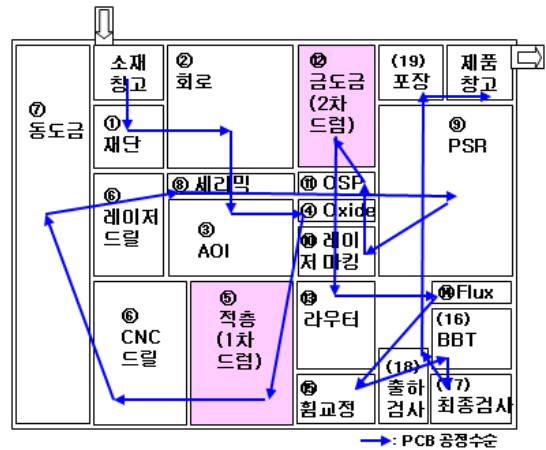 소재
창고
②
회로
⑫
금도금
(2차
드럼)
(19)
포장
제품
창고
⑦
동도금
①
재단
⑨
PSR
⑧ 세리믹
⑪ OSP
⑥
레이저
드릴
③
AOI
④ Oxide
⑩ 레이
저 마킹
⑥
CNC
드릴
⑤
적층
(1차
드럼)
⑬
라우터
⑭Flux
(16)
BBT
⑮
휨교정
(18)
출하
검사
(17)
최종검사
: PCB 공정수순